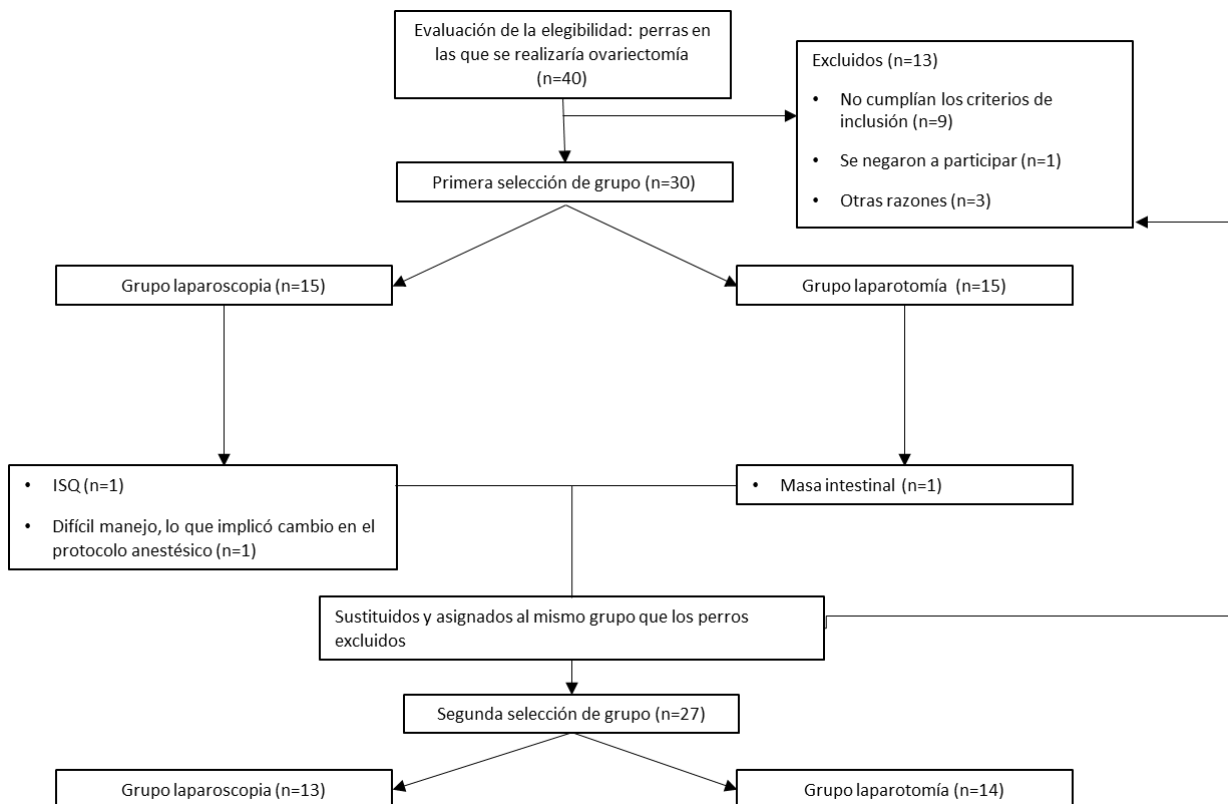 Evaluación de la elegibilidad: perras en
las que se realizaría ovariectomía
(n=40)
Excluidos (n=13)
• No cumplían los criterios de
inclusión (n=9)
• Se negaron a participar (n=1)
• Otras razones (n=3)
Primera selección de grupo (n=30)
Grupo laparoscopia (n=15)
Grupo laparotomía (n=15)
• ISQ (n=1)
• Difícil manejo, lo que implicó cambio en el
protocolo anestésico (n=1)
• Masa intestinal (n=1)
Sustituidos y asignados al mismo grupo que los perros
excluidos
Segunda selección de grupo (n=27)
Grupo laparoscopia (n=13)
Grupo laparotomía (n=14)